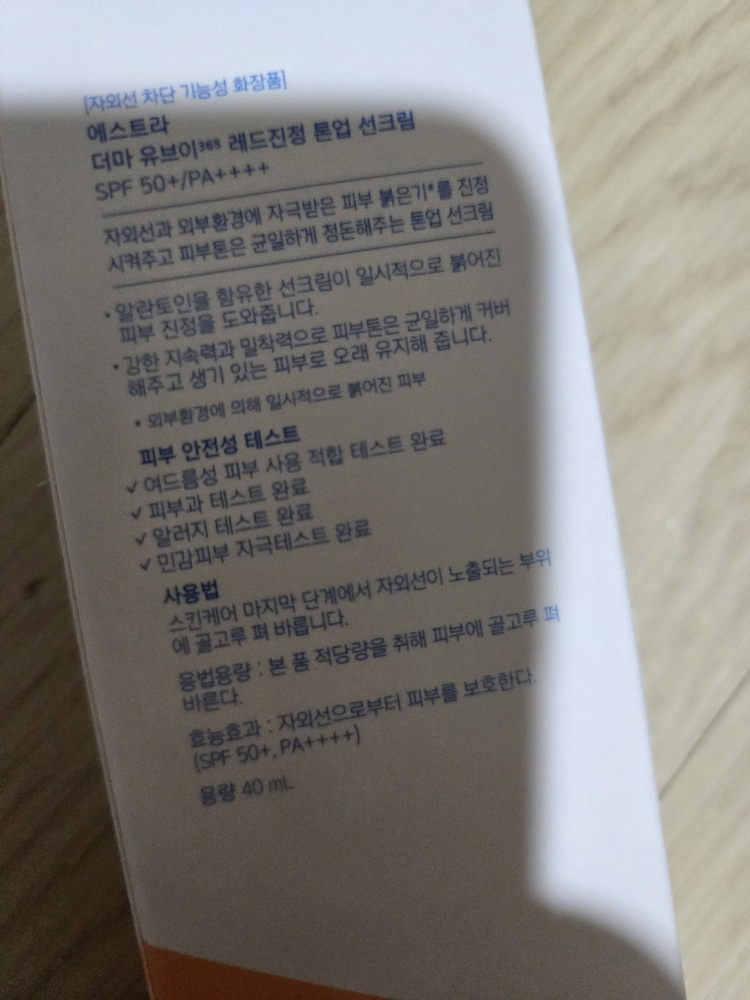 [자외선 차단 기능성 화장품]
에스트라
더마 유브이³⁶⁵ 레드진정 톤업 선크림
SPF 50+/PA++++
자외선과 외부환경에 자극받은 피부 붉은기*를 진정
시켜주고 피부톤은 균일하게 정돈해주는 톤업 선크림
• 알란토인을 함유한 선크림이 일시적으로 붉어진
피부 진정을 도와줍니다.
• 강한 지속력과 밀착력으로 피부톤은 균일하게 커버
해주고 생기 있는 피부로 오래 유지해 줍니다.
* 외부환경에 의해 일시적으로 붉어진 피부
피부 안전성 테스트
✓ 여드름성 피부 사용 적합 테스트 완료
✓ 피부과 테스트 완료
✓ 알러지 테스트 완료
✓ 민감피부 자극테스트 완료
사용법
스킨케어 마지막 단계에서 자외선이 노출되는 부위
에 골고루 펴 바릅니다.
용법용량 : 본 품 적당량을 취해 피부에 골고루 펴
바른다.
효능효과 : 자외선으로부터 피부를 보호한다.
(SPF 50+, PA++++)
용량 40 mL